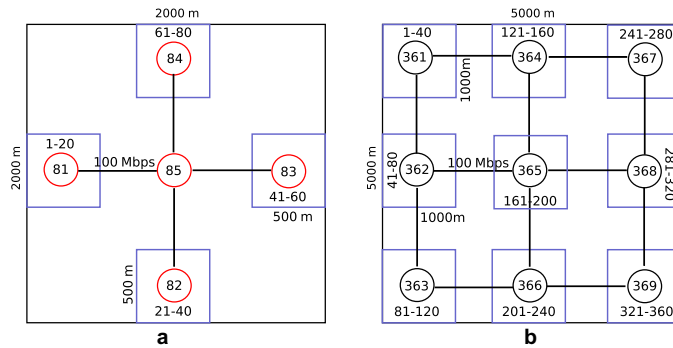 2000 m
61-80
84
2000 m
1-20
81
100 Mbps
85
83
41-60
500 m
500 m
82
21-40
a
5000 m
1-40
121-160
241-280
361
364
367
1000m
5000 m
41-80
362
100 Mbps
365
368
281-320
161-200
1000m
363
366
369
81-120
201-240
321-360
b